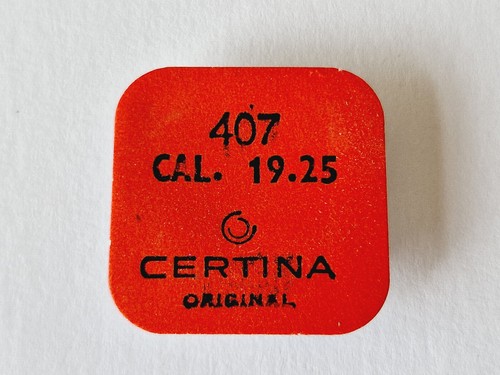 407
CAL. 19.25
CERTINA
ORIGINAL